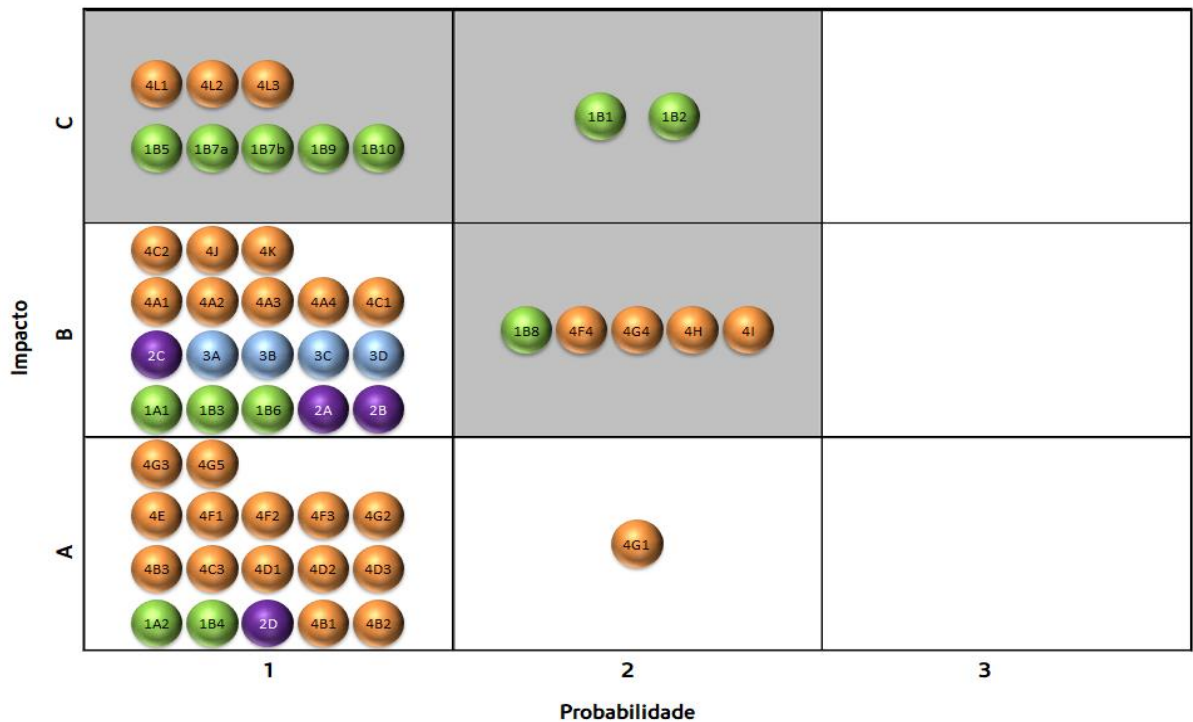 4L1 4L2 4L3
1B1 1B2
C
1B5 1B7a 1B7b 1B9 1B10
4C2 4J 4K
4A1 4A2 4A3 4A4 4C1
Impacto
B
1B8 4F4 4G4 4H 4I
2C 3A 3B 3C 3D
1A1 1B3 1B6 2A 2B
4G3 4G5
4E 4F1 4F2 4F3 4G2
A
4G1
4B3 4C3 4D1 4D2 4D3
1A2 1B4 2D 4B1 4B2
1 2 3
Probabilidade